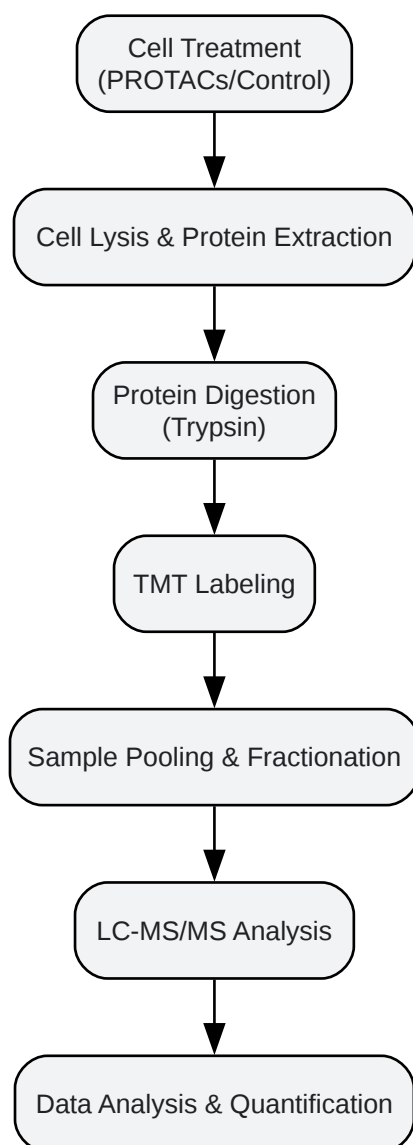 Cell Treatment
(PROTACs/Control)
Cell Lysis & Protein Extraction
Protein Digestion
(Trypsin)
TMT Labeling
Sample Pooling & Fractionation
LC-MS/MS Analysis
Data Analysis & Quantification